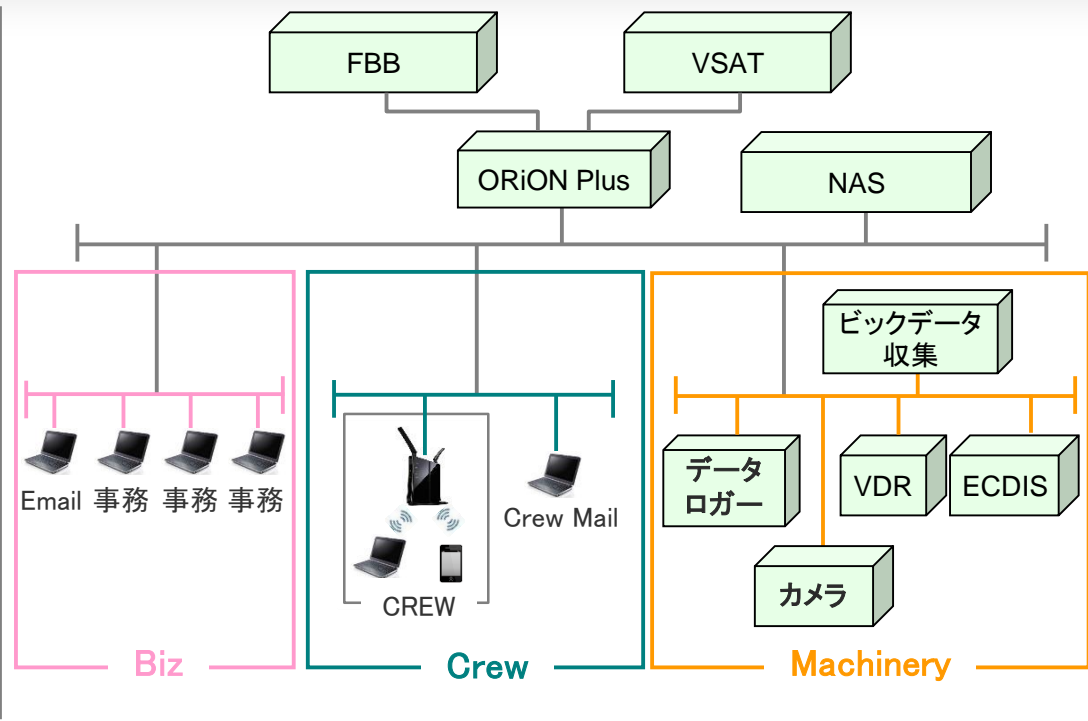 FBB
VSAT
ORiON Plus
NAS
ビックデータ
収集
Email
事務
事務
事務
Crew Mail
CREW
データ
ロガー
VDR
ECDIS
カメラ
Biz
Crew
Machinery